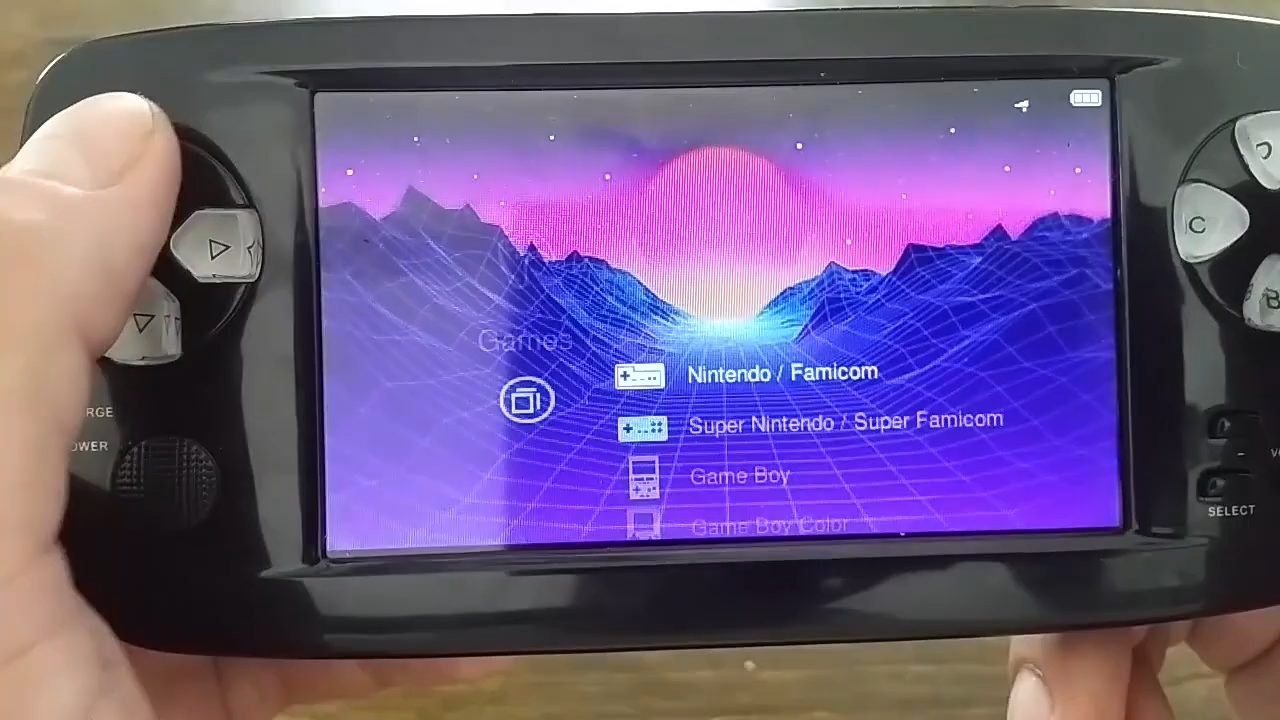 Games
Nintendo / Famicom
Super Nintendo / Super Famicom
Game Boy
Game Boy Color
C
B
SELECT